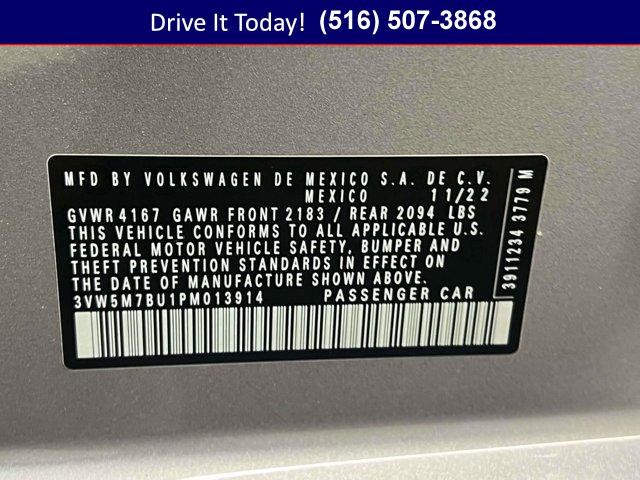 Drive It Today! (516) 507-3868
MFD BY VOLKSWAGEN DE MEXICO S.A. DE C.V.
MEXICO 11/22
GVWR 4167 GAWR FRONT 2183 / REAR 2094 LBS
THIS VEHICLE CONFORMS TO ALL APPLICABLE U.S.
FEDERAL MOTOR VEHICLE SAFETY, BUMPER AND
THEFT PREVENTION STANDARDS IN EFFECT ON
THE DATE OF MANUFACTURE SHOWN ABOVE.
3VW5M7BU1PM013914 PASSENGER CAR
3911234 3779 M